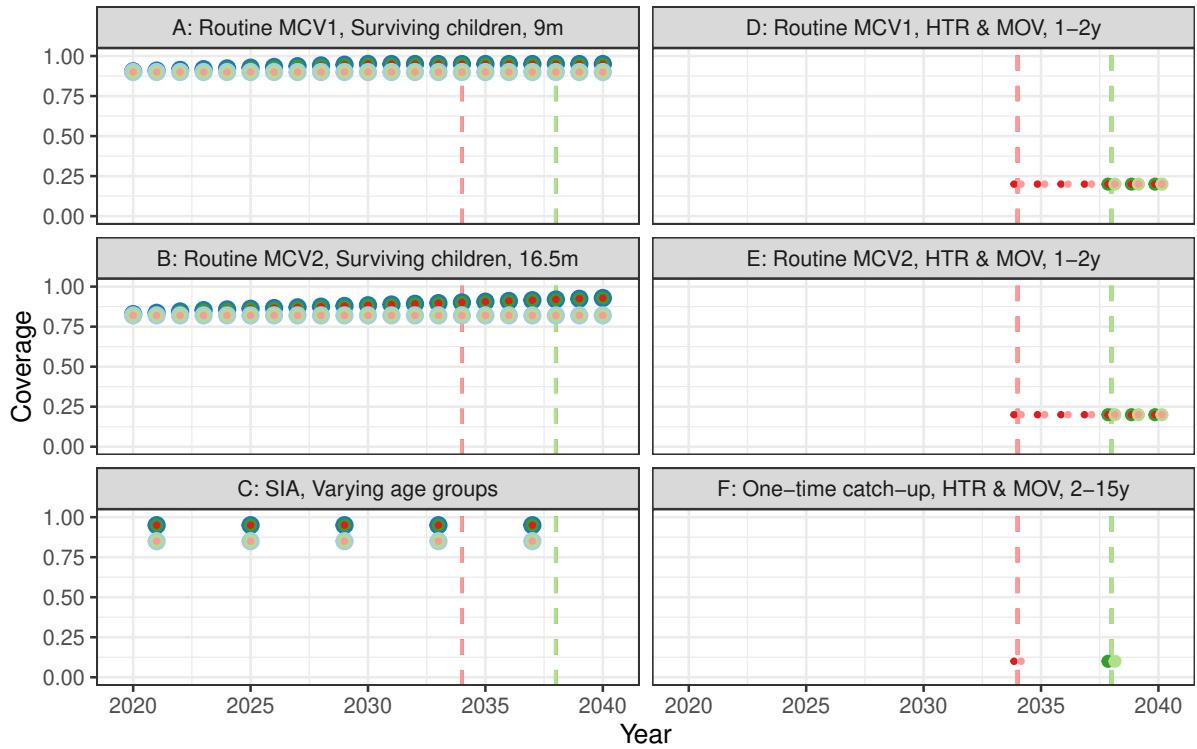 A: Routine MCV1, Surviving children, 9m
D: Routine MCV1, HTR & MOV, 1−2y
1.00
0.75
0.50
0.25
0.00
B: Routine MCV2, Surviving children, 16.5m
E: Routine MCV2, HTR & MOV, 1−2y
1.00
0.75
0.50
0.25
0.00
Coverage
C: SIA, Varying age groups
F: One−time catch−up, HTR & MOV, 2−15y
1.00
0.75
0.50
0.25
0.00
2020 2025 2030 2035 2040
2020 2025 2030 2035 2040
Year